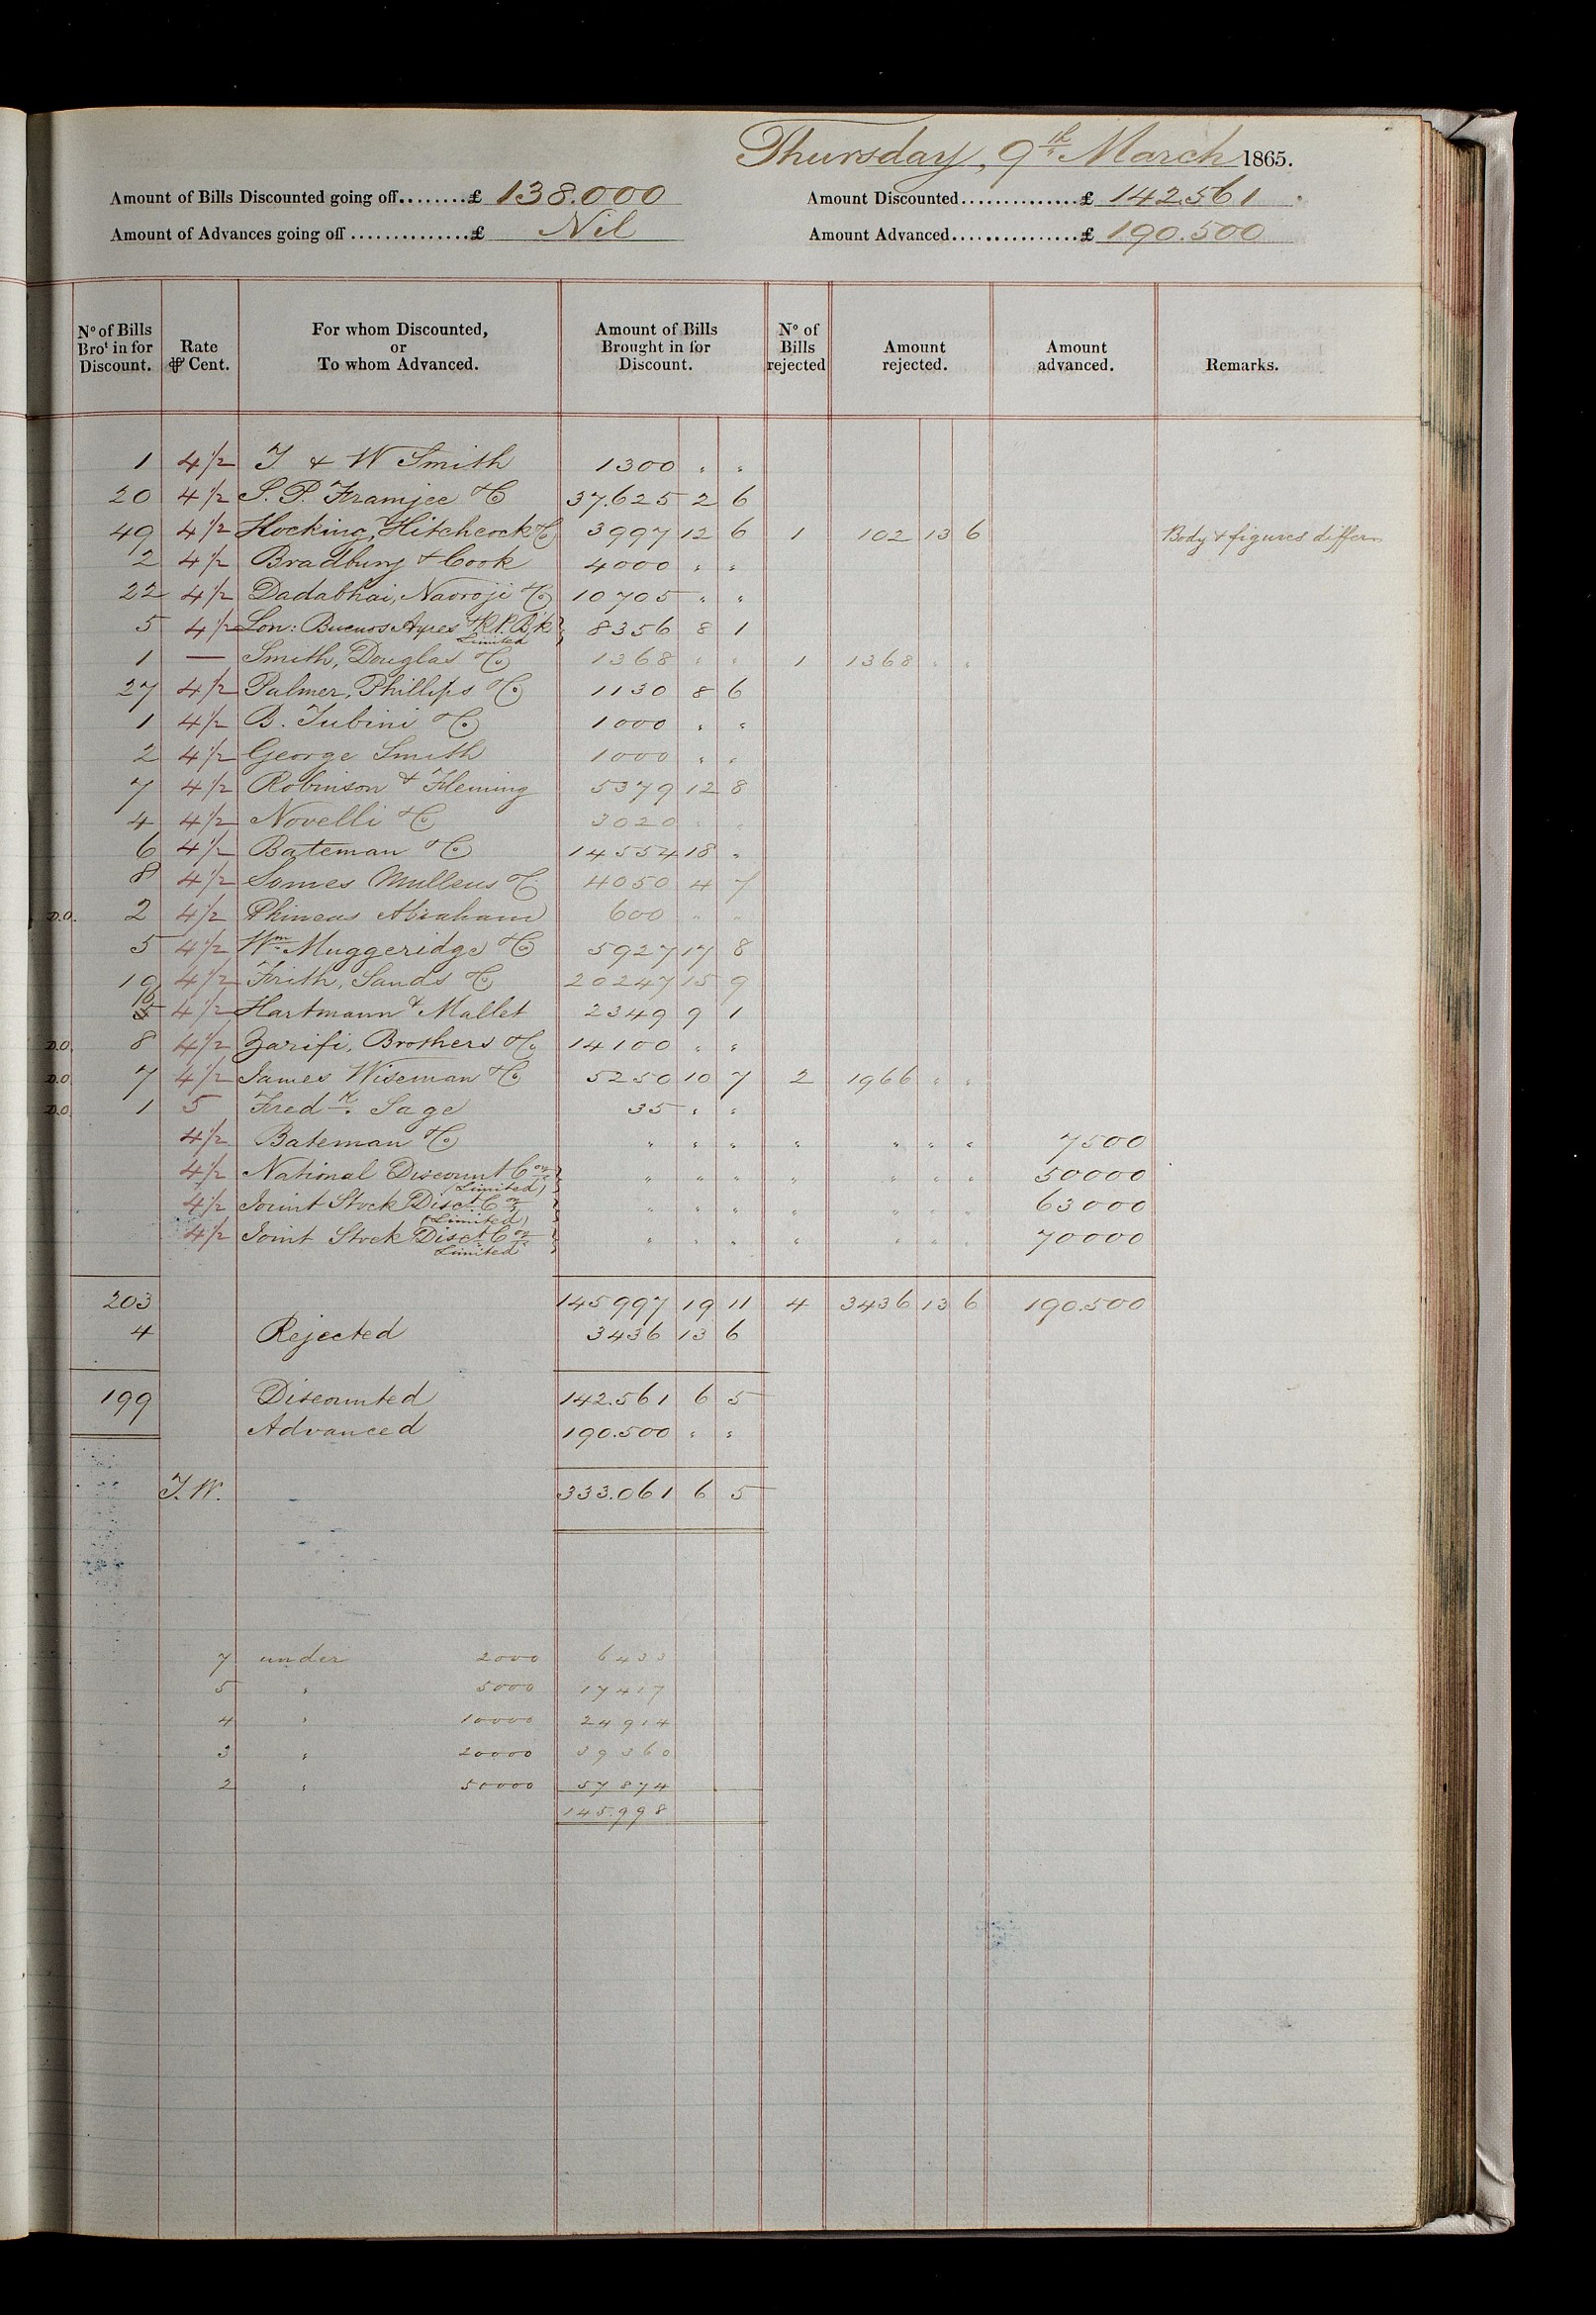 Thursday, 9th March 1865.
Amount of Bills Discounted going off........£ 138.000 Amount Discounted..............£ 142.561
Amount of Advances going off ..............£ Nil Amount Advanced...............£ 190.500
No of Bills Brot in for Discount. Rate ⅌ Cent. For whom Discounted, or To whom Advanced. Amount of Bills Brought in for Discount. No of Bills rejected Amount rejected. Amount advanced. Remarks.
1 4½ T & W Smith 1300 " "
20 4½ S. P. Framjee & Co 37.625 2 6
49 4½ Hocking, Hitchcock & Co 3997 12 6 1 102 13 6 Body & figures differ
2 4½ Bradbury & Cook 4000 " "
22 4½ Dadabhai, Naoroji & Co 10705 " "
5 4½ Lon: Buenos Ayres & R. P. Bk Limited 8356 8 1
1 — Smith, Douglas & Co. 1368 " " 1 1368 " "
27 4½ Palmer, Phillips & Co. 1130 8 6
1 4½ B. Tubini & Co. 1000 " "
2 4½ George Smith 1000 " "
7 4½ Robinson & Fleming 5379 12 8
4 4½ Novelli & Co 3020 " "
6 4½ Bateman & Co 14554 18 "
8 4½ Somes Mullens & Co. 4050 4 7
D.O. 2 4½ Phineas Abraham 600 " "
5 4½ Wm Muggeridge & Co 5927 17 8
19 4½ Frith, Sands & Co. 20247 15 9
5 4½ Hartmann & Mallet 2349 9 1
D.O. 8 4½ Zarifi, Brothers & Co. 14100 " "
D.O. 7 4½ James Wiseman & Co 5250 10 7 2 1966 " "
D.O. 1 5 Fredk. Sage 35 " "
4½ Bateman & Co. " " " " " " " 7500
4½ National Discount Con (Limited) " " " " " " " 50000
4½ Joint Stock Disct Con (Limited) " " " " " " " 63000
4½ Joint Stock Disct Con Limited " " " " " " " 70000
203 145997 19 11 4 3436 13 6 190.500
4 Rejected 3436 13 6
199 Discounted 142.561 6 5
Advanced 190.500 " "
T. W. 333.061 6 5
7 under 2000 6433
5 " 5000 17417
4 " 10000 24914
3 " 20000 39360
2 " 50000 57874
145.998